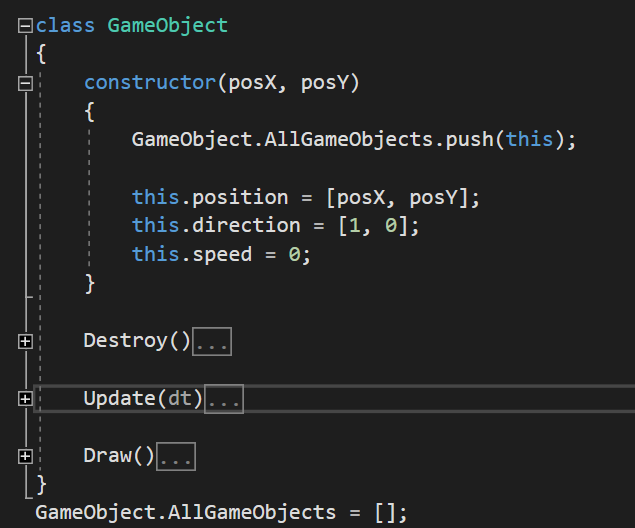 class GameObject
{
constructor(posX, posY)
{
GameObject.AllGameObjects.push(this);
this.position = [posX, posY];
this.direction = [1, 0];
this.speed = 0;
}
Destroy()...
Update(dt)...
Draw()...
}
GameObject.AllGameObjects = [];